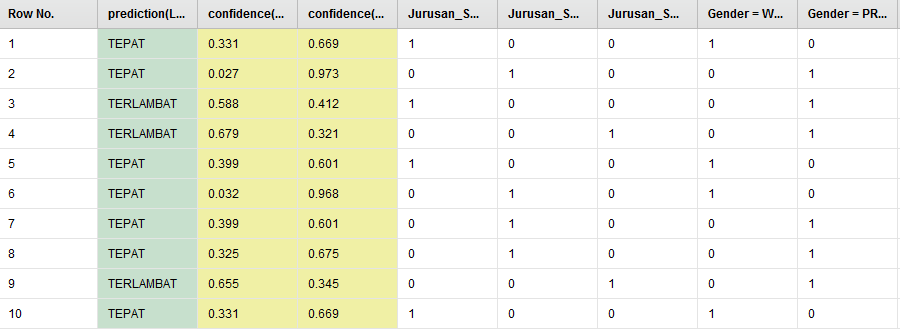 Row No. prediction(L... confidence(... confidence(... Jurusan_S... Jurusan_S... Jurusan_S... Gender = W... Gender = PR...
1 TEPAT 0.331 0.669 1 0 0 1 0
2 TEPAT 0.027 0.973 0 1 0 0 1
3 TERLAMBAT 0.588 0.412 1 0 0 0 1
4 TERLAMBAT 0.679 0.321 0 0 1 0 1
5 TEPAT 0.399 0.601 1 0 0 1 0
6 TEPAT 0.032 0.968 0 1 0 1 0
7 TEPAT 0.399 0.601 0 1 0 0 1
8 TEPAT 0.325 0.675 0 1 0 0 1
9 TERLAMBAT 0.655 0.345 0 0 1 0 1
10 TEPAT 0.331 0.669 1 0 0 1 0